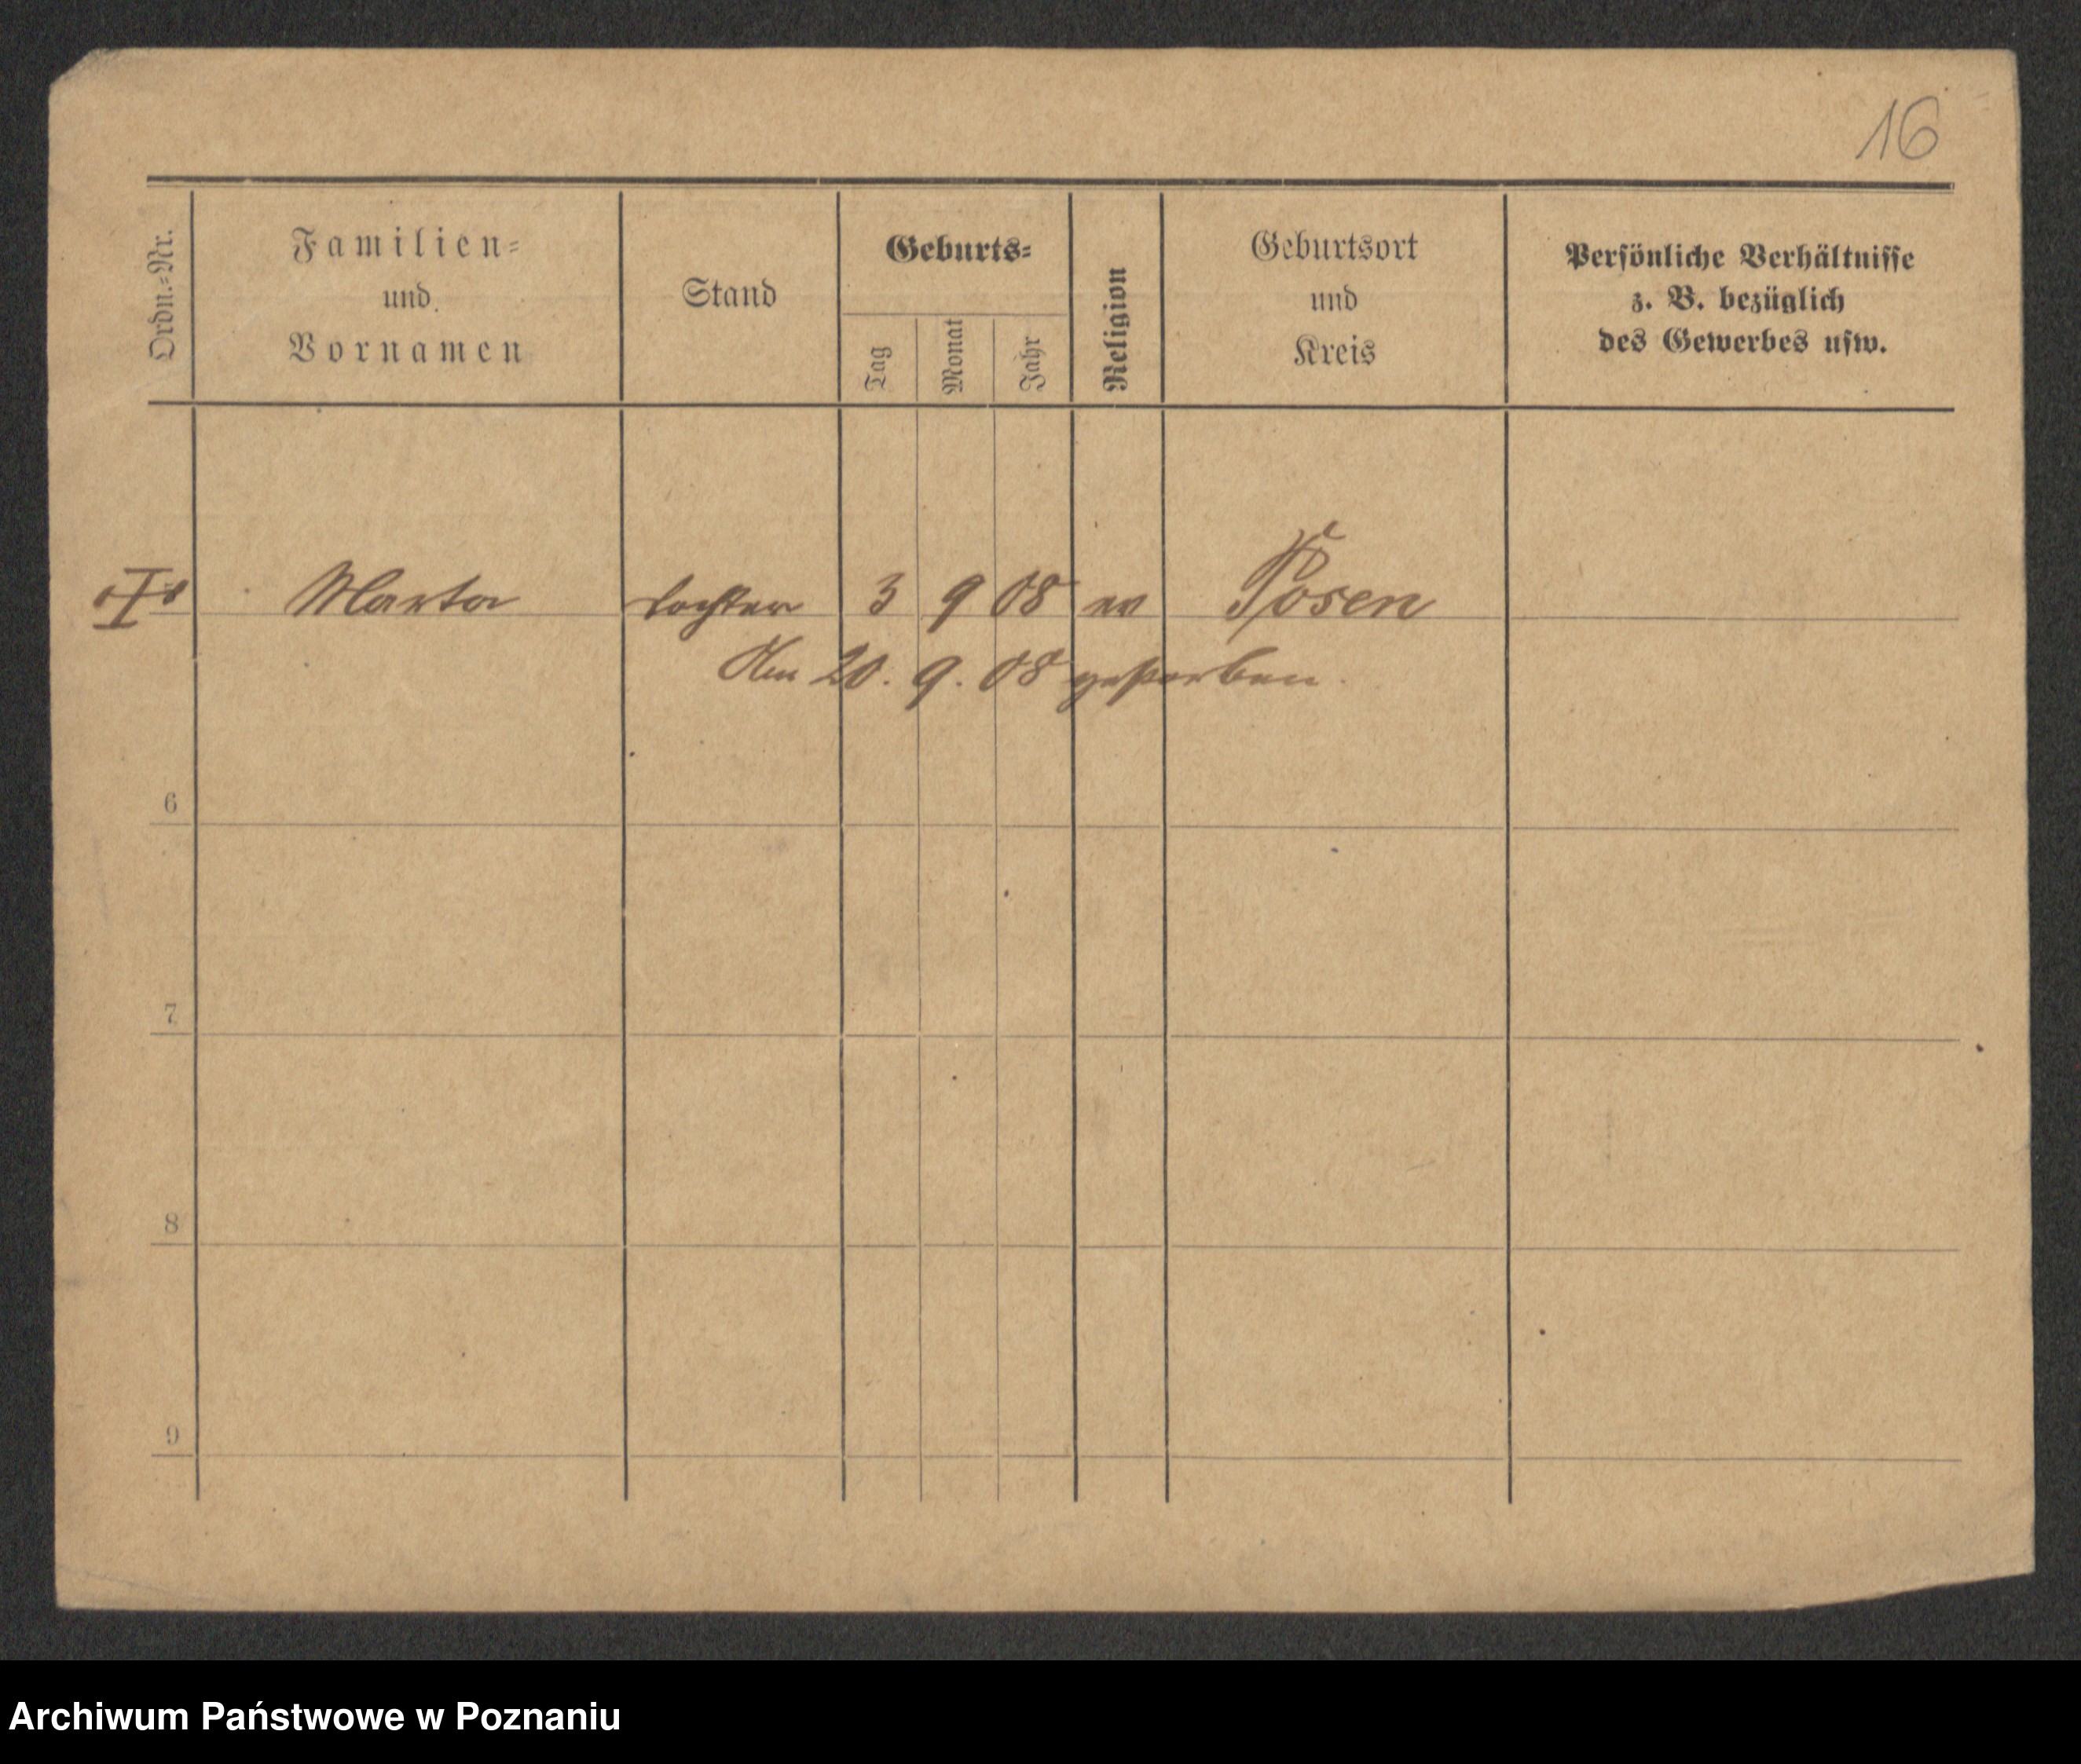 16
Ordn.-Nr.
Familien-
und
Vornamen
Stand
Geburts-
Tag
Monat
Jahr
Religion
Geburtsort
und
Kreis
Persönliche Verhältnisse
z. B. bezüglich
des Gewerbes usw.
Marta Tochter 3 9 08 ev Posen
Am 20. 9. 08 gestorben.
6
7
8
9
Archiwum Państwowe w Poznaniu